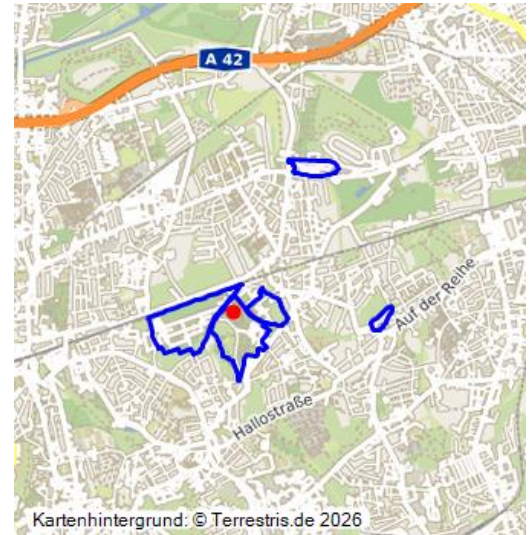 A 42
Auf der Reihe
Hallostraße
Kartenhintergrund: © Terrestris.de 2026